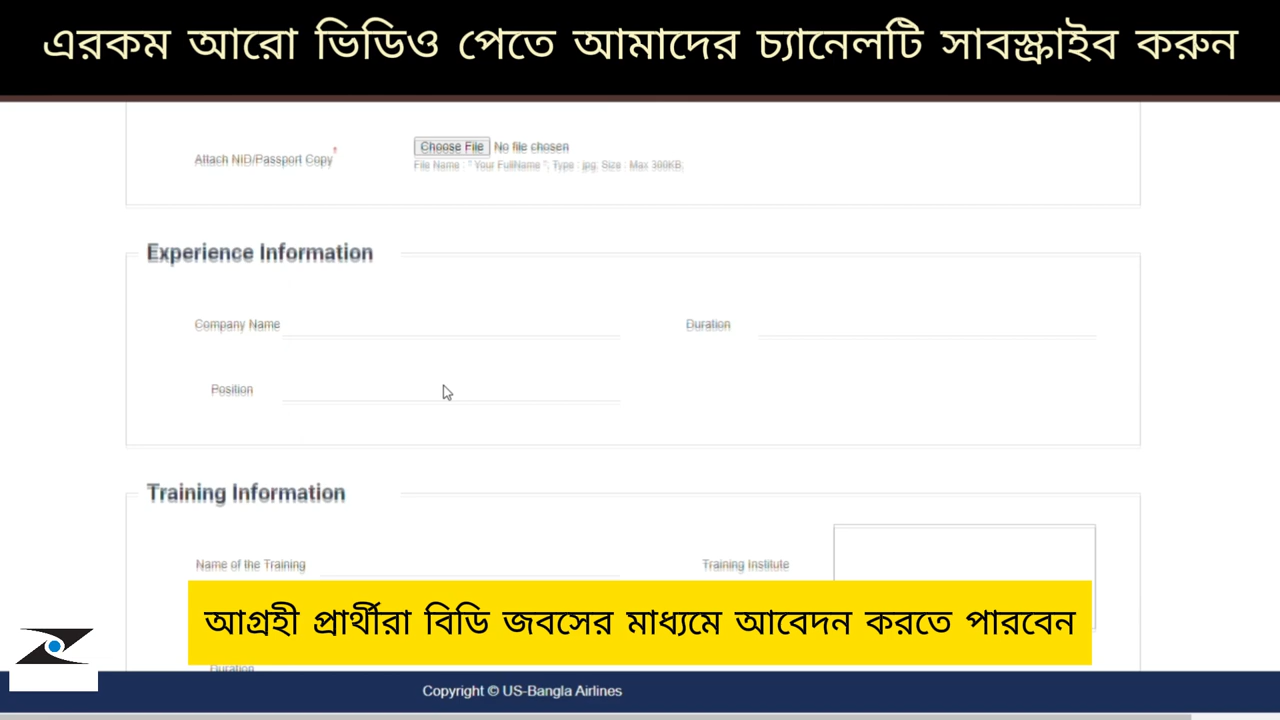 এরকম আরো ভিডিও পেতে আমাদের চ্যানেলটি সাবস্ক্রাইব করুন
Attach NID/Passport Copy*
Choose File No file chosen
File Name : " Your FullName "; Type : jpg; Size : Max 300KB;
Experience Information
Company Name
Duration
Position
Training Information
Name of the Training
Training Institute
আগ্রহী প্রার্থীরা বিডি জবসের মাধ্যমে আবেদন করতে পারবেন
Duration
Copyright © US-Bangla Airlines